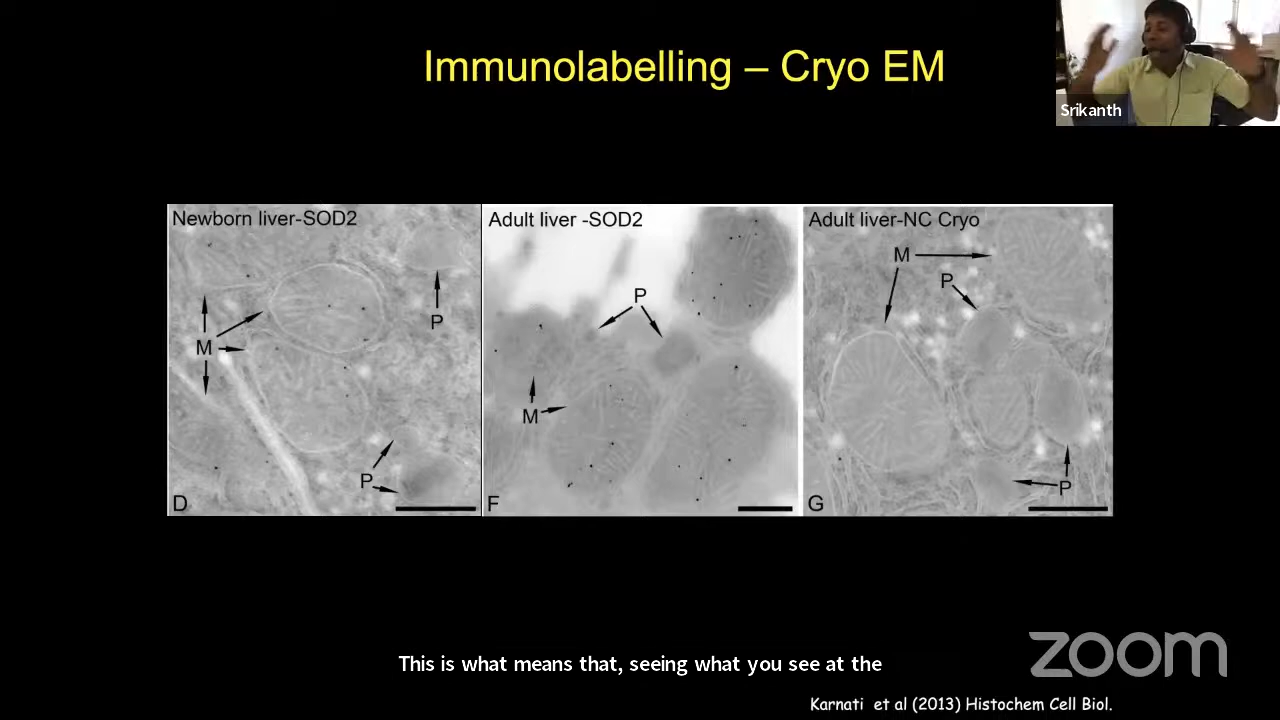 Immunolabelling – Cryo EM
Srikanth
Newborn liver-SOD2
Adult liver -SOD2
Adult liver-NC Cryo
M
P
P
D
P
M
F
M
P
P
G
This is what means that, seeing what you see at the
zoom
Karnati et al (2013) Histochem Cell Biol.